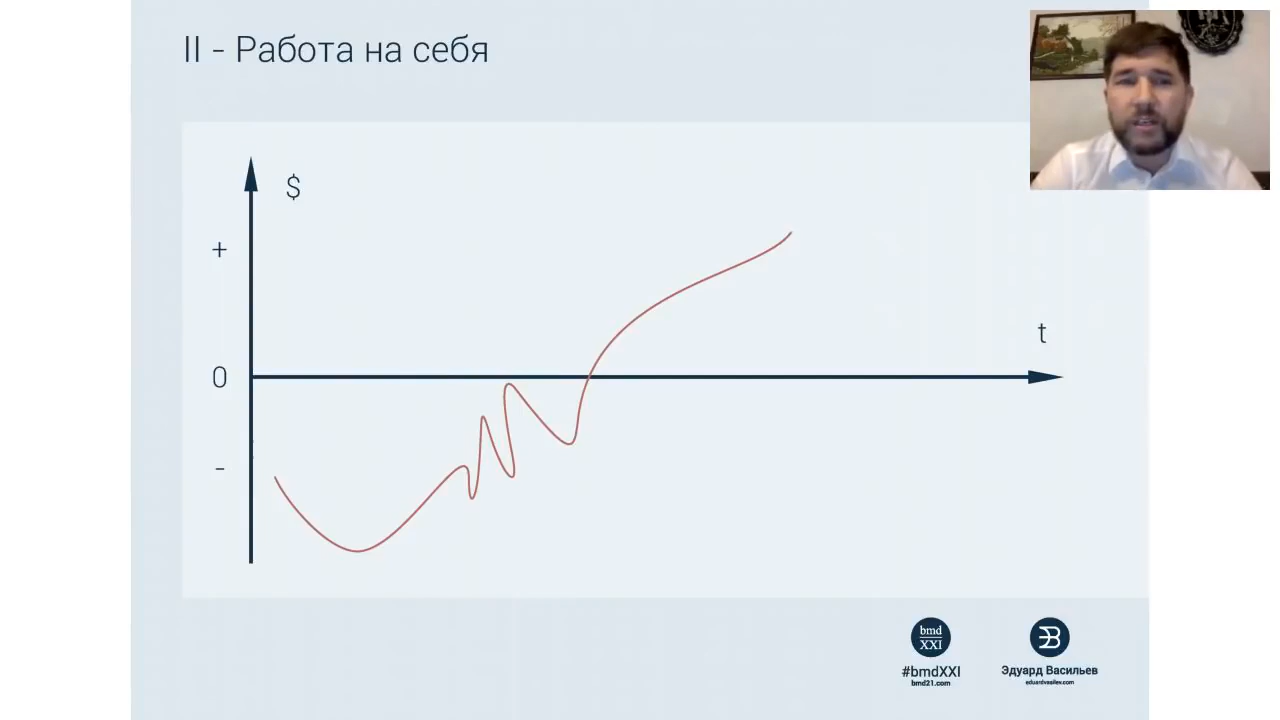 II - Работа на себя
$
+
t
0
-
bmd
XXI
#bmdXXI
bmd21.com
Эдуард Васильев
eduardvasilev.com